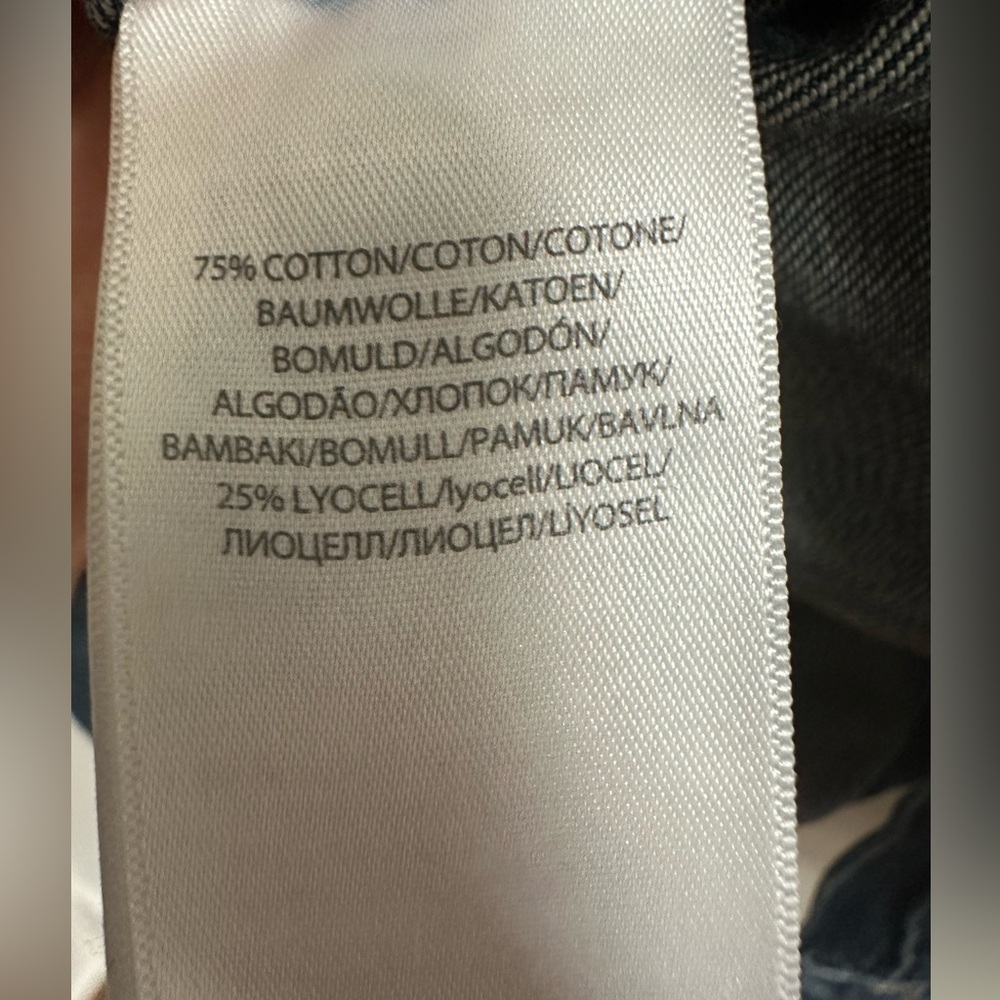 75% COTTON/COTON/COTONE/
BAUMWOLLE/KATOEN/
BOMULD/ALGODÓN/
ALGODÃO/ХЛОПОК/ПАМУК/
BAMBAKI/BOMULL/PAMUK/BAVLNA
25% LYOCELL/lyocell/LIOCEL/
ЛИОЦЕЛЛ/ЛИОЦЕЛ/LİYOSEL